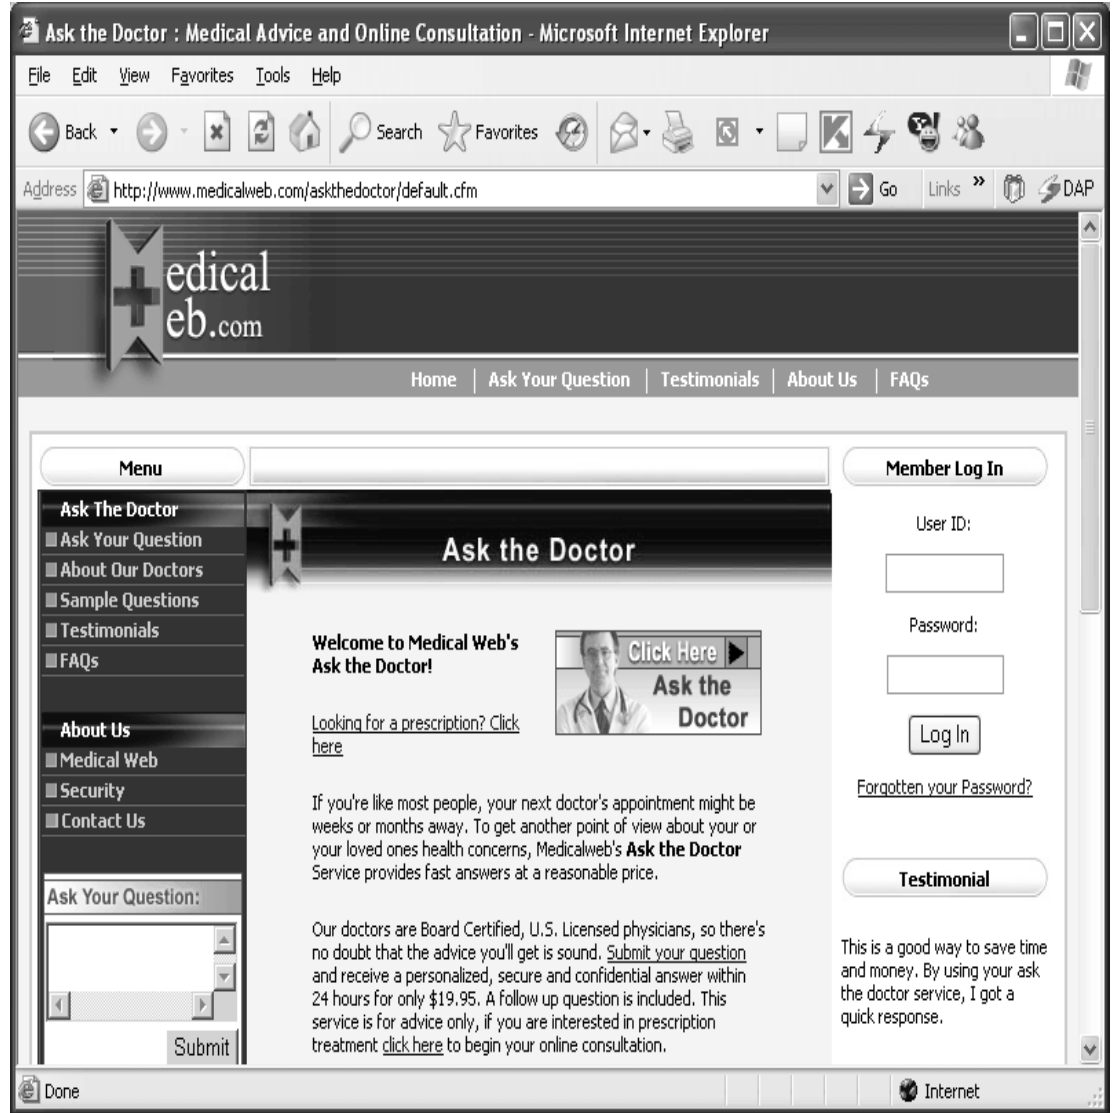 Ask the Doctor : Medical Advice and Online Consultation - Microsoft Internet Explorer
File Edit View Favorites Tools Help
Back Search Favorites
Address http://www.medicalweb.com/askthedoctor/default.cfm Go Links » DAP
edical
eb.com
Home | Ask Your Question | Testimonials | About Us | FAQs
Menu
Ask The Doctor
Ask Your Question
About Our Doctors
Sample Questions
Testimonials
FAQs
About Us
Medical Web
Security
Contact Us
Ask Your Question:
Submit
Ask the Doctor
Welcome to Medical Web's
Ask the Doctor!
Click Here
Ask the
Doctor
Looking for a prescription? Click
here
If you're like most people, your next doctor's appointment might be
weeks or months away. To get another point of view about your or
your loved ones health concerns, Medicalweb's Ask the Doctor
Service provides fast answers at a reasonable price.
Our doctors are Board Certified, U.S. Licensed physicians, so there's
no doubt that the advice you'll get is sound. Submit your question
and receive a personalized, secure and confidential answer within
24 hours for only $19.95. A follow up question is included. This
service is for advice only, if you are interested in prescription
treatment click here to begin your online consultation.
Member Log In
User ID:
Password:
Log In
Forgotten your Password?
Testimonial
This is a good way to save time
and money. By using your ask
the doctor service, I got a
quick response.
Done Internet